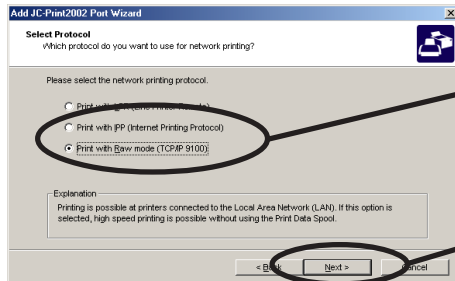 Add JC-Print2002 Port Wizard
Select Protocol
Which protocol do you want to use for network printing?
Please select the network printing protocol.
Print with
Print with IPP (Internet Printing Protocol)
Print with Raw mode (TCP/IP 9100)
Explanation
Printing is possible at printers connected to the Local Area Network (LAN). If this option is
selected, high speed printing is possible without using the Print Data Spool.
< Back
Next >
Cancel